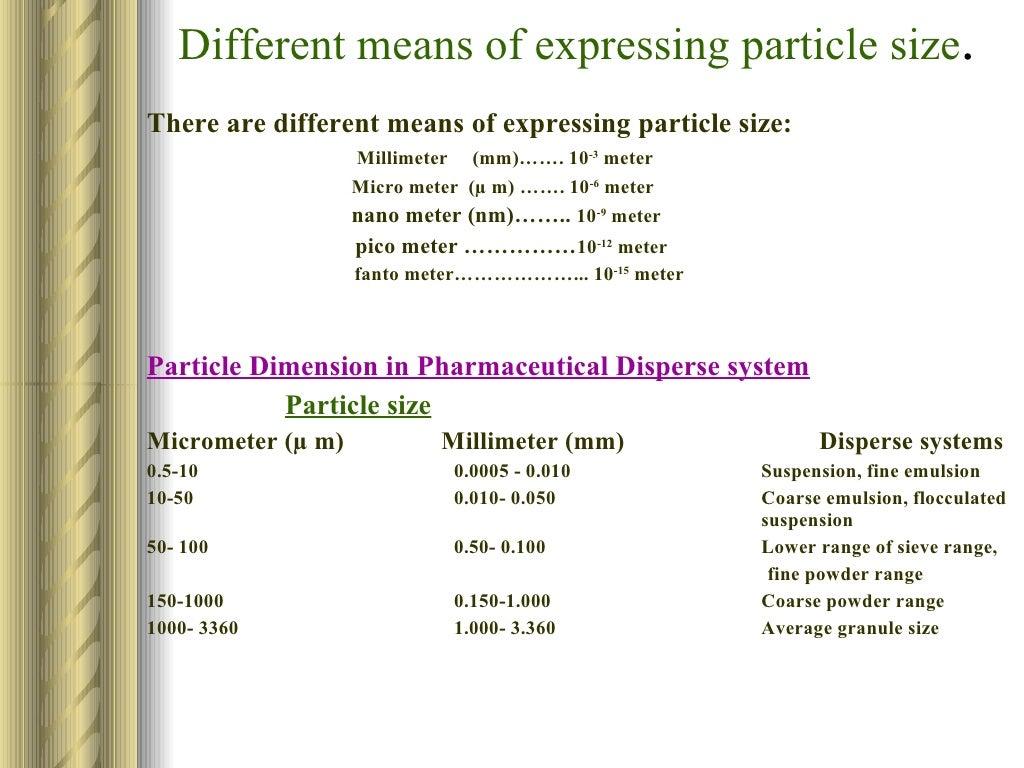 Different means of expressing particle size.
There are different means of expressing particle size:
Millimeter (mm)……. 10⁻³ meter
Micro meter (μ m) ……. 10⁻⁶ meter
nano meter (nm)…….. 10⁻⁹ meter
pico meter ……………10⁻¹² meter
fanto meter………………... 10⁻¹⁵ meter
Particle Dimension in Pharmaceutical Disperse system
Particle size
Micrometer (μ m) Millimeter (mm) Disperse systems
0.5-10 0.0005 - 0.010 Suspension, fine emulsion
10-50 0.010- 0.050 Coarse emulsion, flocculated
suspension
50- 100 0.50- 0.100 Lower range of sieve range,
fine powder range
150-1000 0.150-1.000 Coarse powder range
1000- 3360 1.000- 3.360 Average granule size